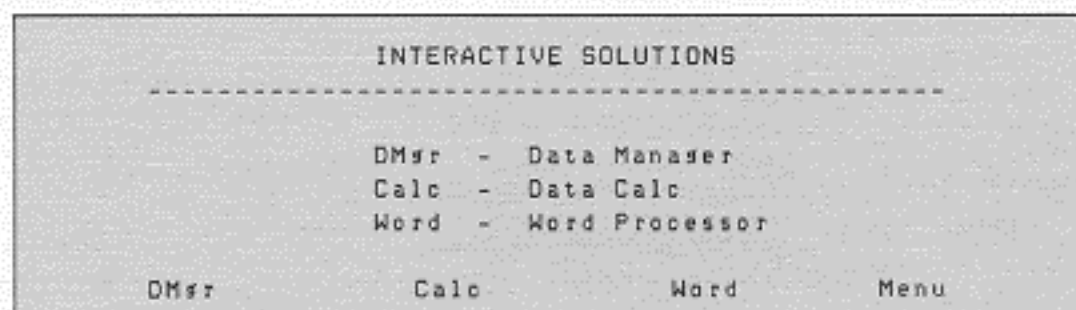 INTERACTIVE SOLUTIONS
----------------------------------------------
DMgr - Data Manager
Calc - Data Calc
Word - Word Processor
DMgr Calc Word Menu